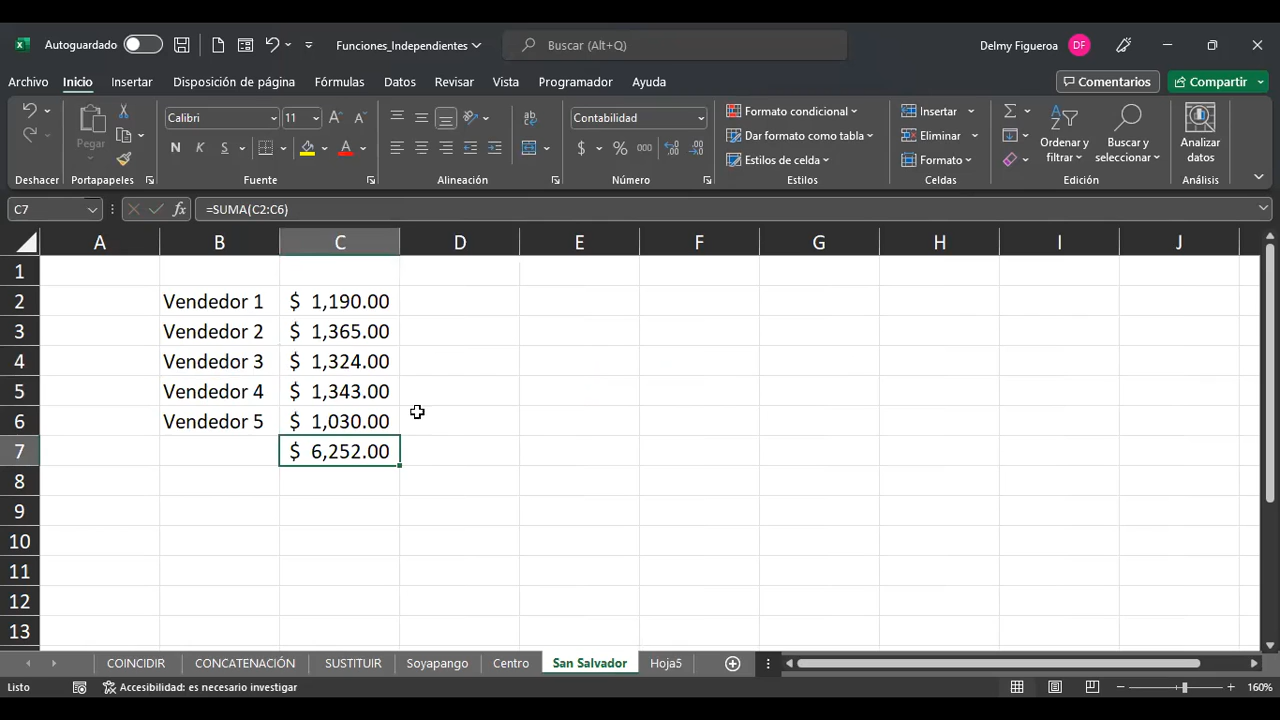 Autoguardado Funciones_Independientes Buscar (Alt+Q) Delmy Figueroa DF
Archivo Inicio Insertar Disposición de página Fórmulas Datos Revisar Vista Programador Ayuda Comentarios Compartir
Pegar
Calibri 11
N K S
ab
Contabilidad
$ % 000
Formato condicional
Dar formato como tabla
Estilos de celda
Insertar
Eliminar
Formato
Ordenar y filtrar
Buscar y seleccionar
Analizar datos
Deshacer Portapapeles Fuente Alineación Número Estilos Celdas Edición Análisis
C7 fx =SUMA(C2:C6)
A B C D E F G H I J
1
2 Vendedor 1 $ 1,190.00
3 Vendedor 2 $ 1,365.00
4 Vendedor 3 $ 1,324.00
5 Vendedor 4 $ 1,343.00
6 Vendedor 5 $ 1,030.00
7 $ 6,252.00
8
9
10
11
12
13
COINCIDIR CONCATENACIÓN SUSTITUIR Soyapango Centro San Salvador Hoja5
Listo Accesibilidad: es necesario investigar 160%